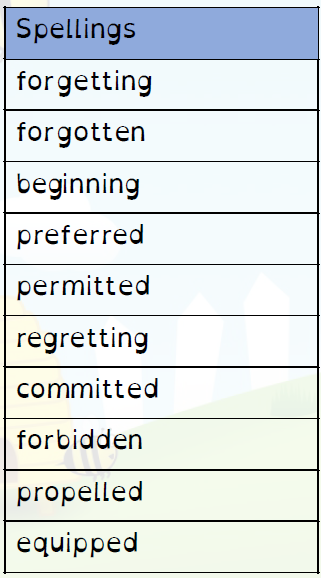 Spellings
forgetting
forgotten
beginning
preferred
permitted
regretting
committed
forbidden
propelled
equipped